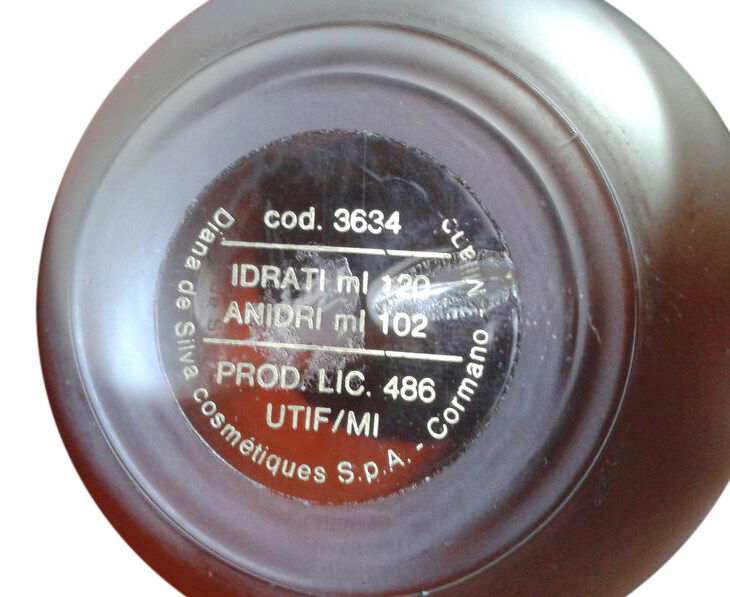 cod. 3634
IDRATI ml 120
ANIDRI ml 102
PROD. LIC. 486
UTIF/MI
Diana de Silva cosmétiques S.p.A. - Cormano -